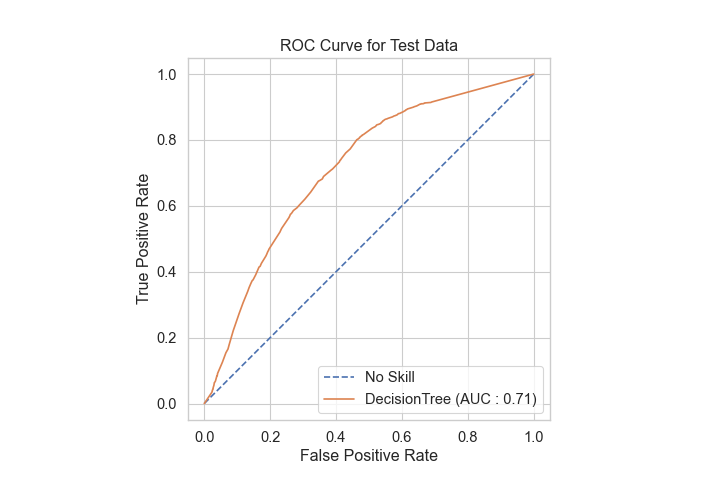 ROC Curve for Test Data
1.0
0.8
0.6
0.4
0.2
0.0
True Positive Rate
No Skill
DecisionTree (AUC : 0.71)
0.0 0.2 0.4 0.6 0.8 1.0
False Positive Rate